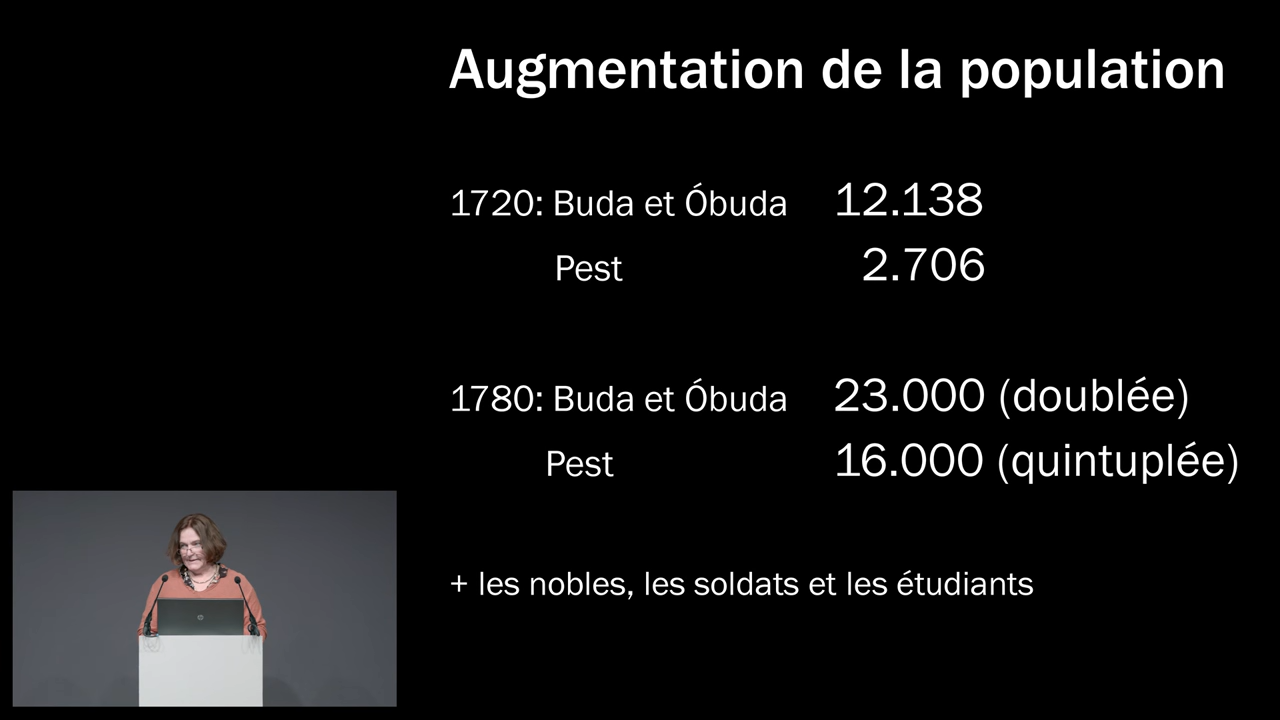 Augmentation de la population
1720: Buda et Óbuda 12.138
Pest 2.706
1780: Buda et Óbuda 23.000 (doublée)
Pest 16.000 (quintuplée)
+ les nobles, les soldats et les étudiants